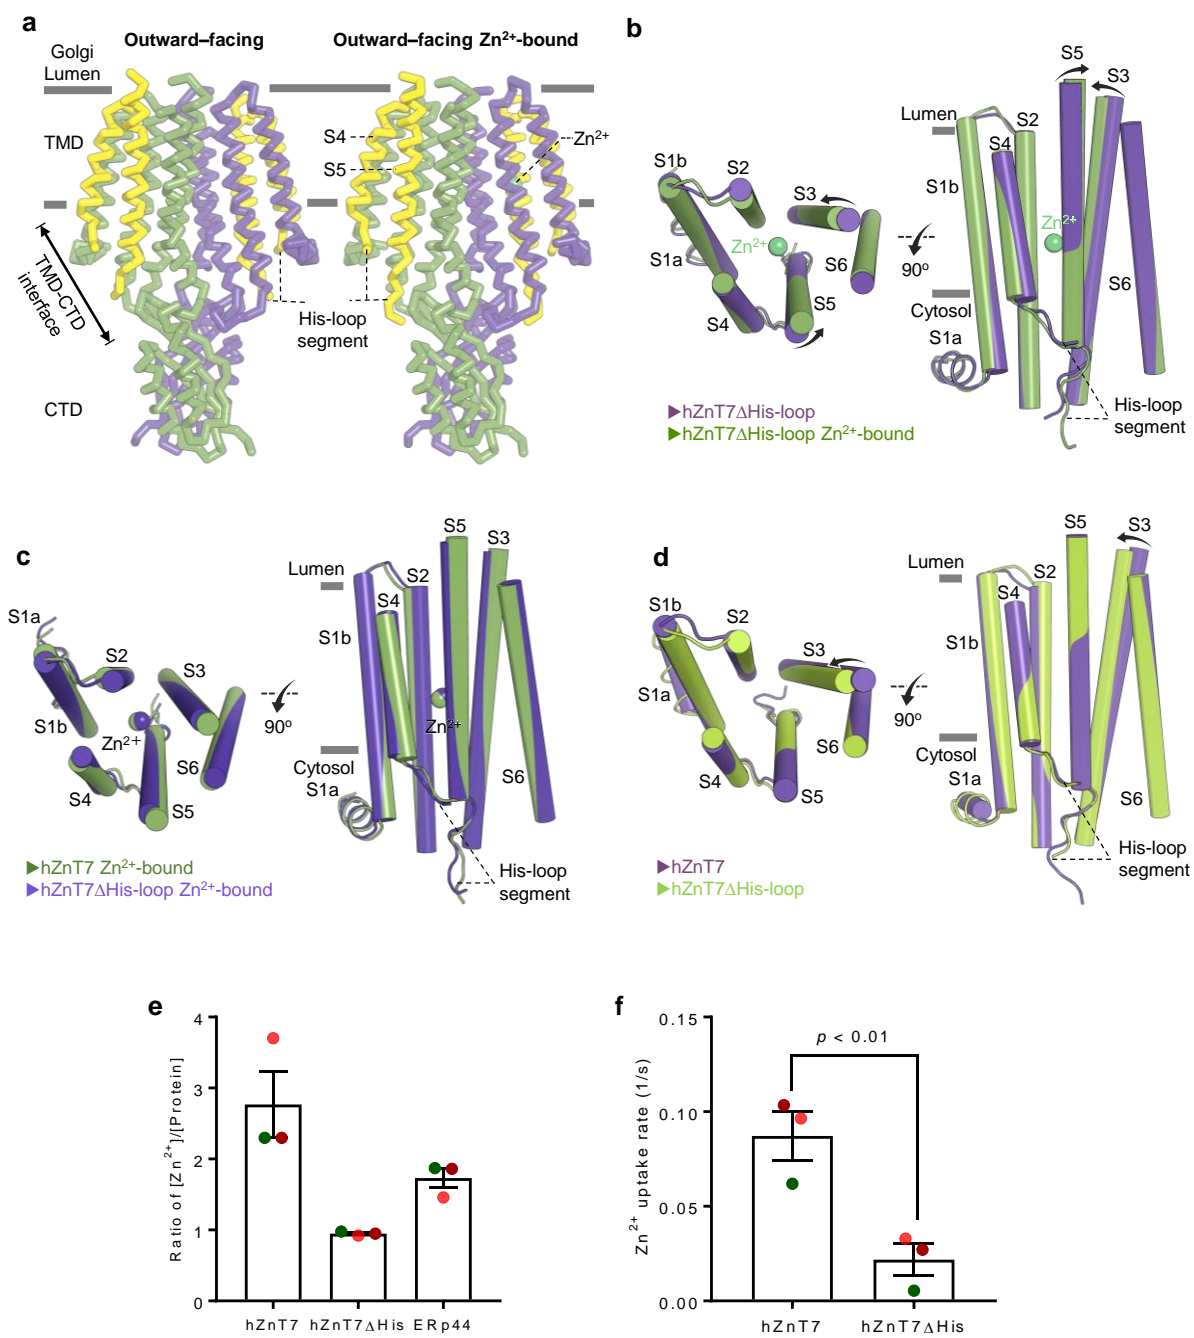 a
Outward–facing
Outward–facing Zn²⁺-bound
Golgi
Lumen
TMD
S4
S5
Zn²⁺
TMD-CTD
interface
His-loop
segment
CTD
b
S5
S3
Lumen
S2
S4
S1b
S1b
S2
S3
Zn²⁺
Zn²⁺
S1a
S6
90º
S6
S5
S4
Cytosol
S1a
His-loop
segment
▶hZnT7ΔHis-loop
▶hZnT7ΔHis-loop Zn²⁺-bound
c
S5
S3
Lumen
S2
S4
S1a
S1b
S2
S3
S1b
Zn²⁺
Zn²⁺
90º
S6
S4
S5
Cytosol
S1a
S6
His-loop
segment
▶hZnT7 Zn²⁺-bound
▶hZnT7ΔHis-loop Zn²⁺-bound
d
S5
S3
Lumen
S2
S4
S1b
S1b
S2
S3
S1a
90º
S6
S4
S5
Cytosol
S1a
S6
His-loop
segment
▶hZnT7
▶hZnT7ΔHis-loop
e
Ratio of [Zn²⁺]/[Protein]
4
3
2
1
0
hZnT7
hZnT7ΔHis
ERp44
f
Zn²⁺ uptake rate (1/s)
0.15
0.10
0.05
0.00
p < 0.01
hZnT7
hZnT7ΔHis